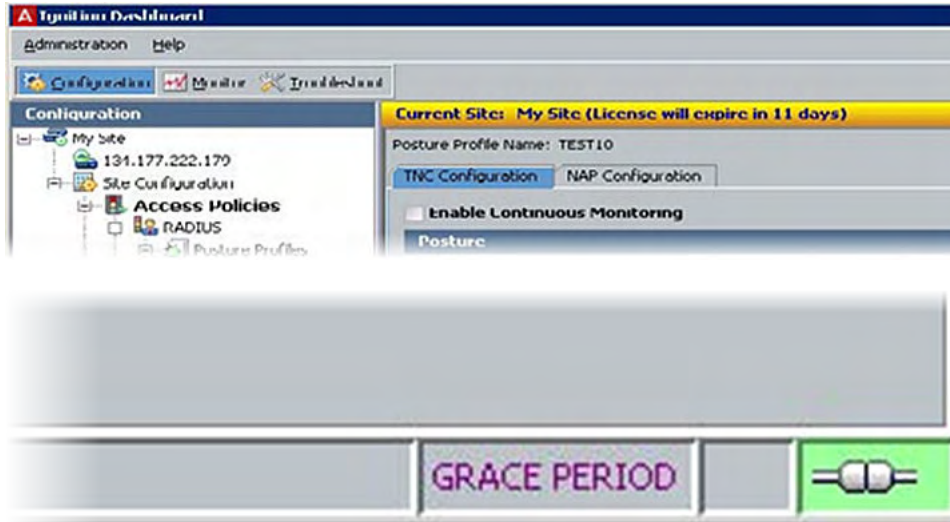 A Ignition Dashboard
Administration Help
Configuration Monitor Troubleshoot
Configuration
Current Site: My Site (License will expire in 11 days)
My Site
Posture Profile Name: TEST10
134.177.222.179
TNC Configuration NAP Configuration
Site Configuration
Access Policies
Enable Continuous Monitoring
RADIUS
Posture
Posture Profiles
GRACE PERIOD